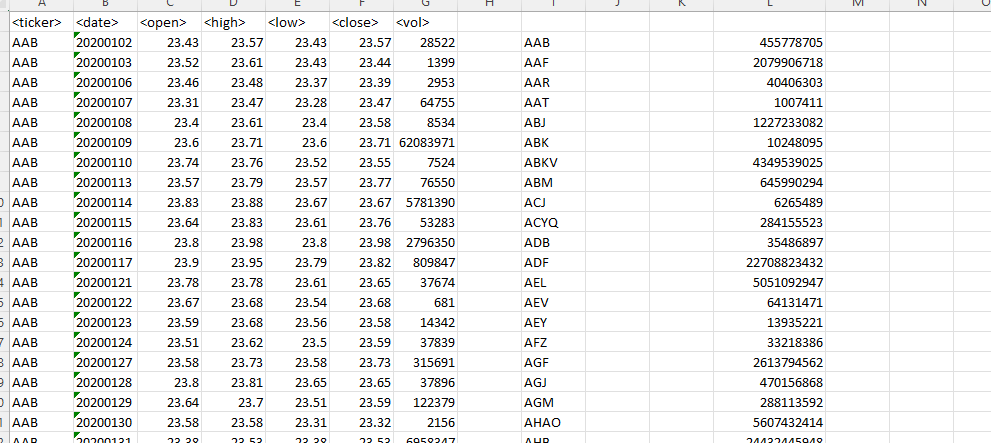 A B C D E F G H I J K L M N O
<ticker> <date> <open> <high> <low> <close> <vol>
AAB 20200102 23.43 23.57 23.43 23.57 28522 AAB 455778705
AAB 20200103 23.52 23.61 23.43 23.44 1399 AAF 2079906718
AAB 20200106 23.46 23.48 23.37 23.39 2953 AAR 40406303
AAB 20200107 23.31 23.47 23.28 23.47 64755 AAT 1007411
AAB 20200108 23.4 23.61 23.4 23.58 8534 ABJ 1227233082
AAB 20200109 23.6 23.71 23.6 23.71 62083971 ABK 10248095
AAB 20200110 23.74 23.76 23.52 23.55 7524 ABKV 4349539025
AAB 20200113 23.57 23.79 23.57 23.77 76550 ABM 645990294
AAB 20200114 23.83 23.88 23.67 23.67 5781390 ACJ 6265489
AAB 20200115 23.64 23.83 23.61 23.76 53283 ACYQ 284155523
AAB 20200116 23.8 23.98 23.8 23.98 2796350 ADB 35486897
AAB 20200117 23.9 23.95 23.79 23.82 809847 ADF 22708823432
AAB 20200121 23.78 23.78 23.61 23.65 37674 AEL 5051092947
AAB 20200122 23.67 23.68 23.54 23.68 681 AEV 64131471
AAB 20200123 23.59 23.68 23.56 23.58 14342 AEY 13935221
AAB 20200124 23.51 23.62 23.5 23.59 37839 AFZ 33218386
AAB 20200127 23.58 23.73 23.58 23.73 315691 AGF 2613794562
AAB 20200128 23.8 23.81 23.65 23.65 37896 AGJ 470156868
AAB 20200129 23.64 23.7 23.51 23.59 122379 AGM 288113592
AAB 20200130 23.58 23.58 23.31 23.32 2156 AHAO 5607432414
AAB 20200131 23.38 23.53 23.38 23.53 6958347 AHB 24432445948